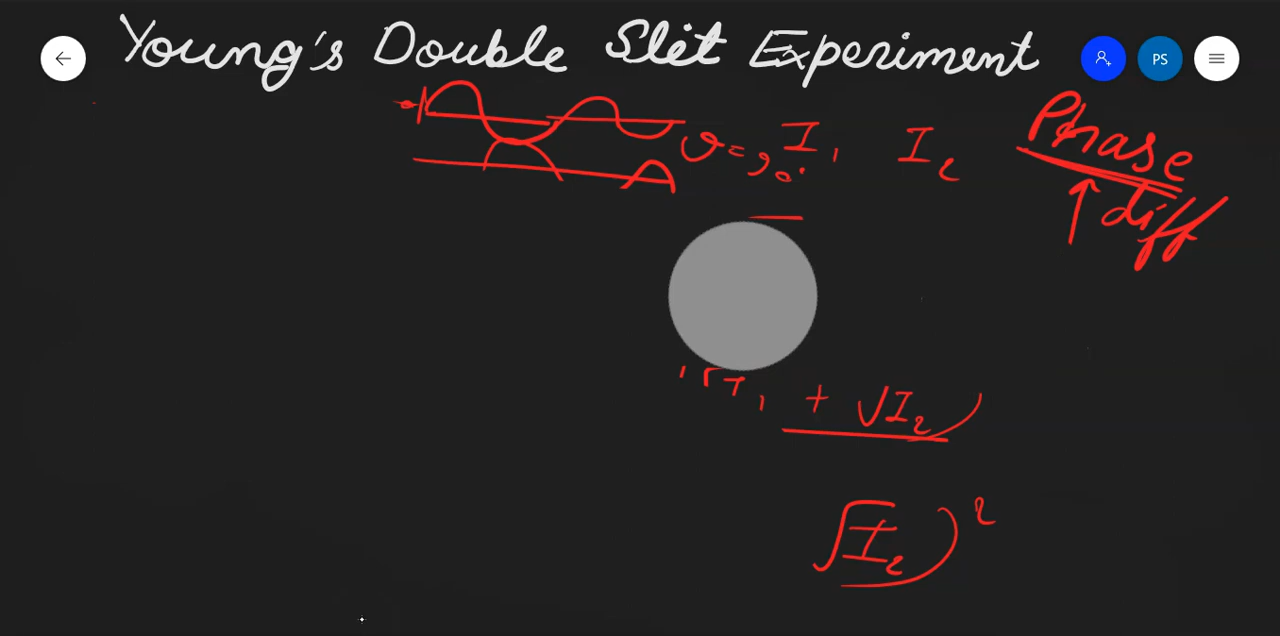 Young's Double Slit Experiment
PS
I₁ I₂ Phase
diff
+ √I₂)
√I₂)²